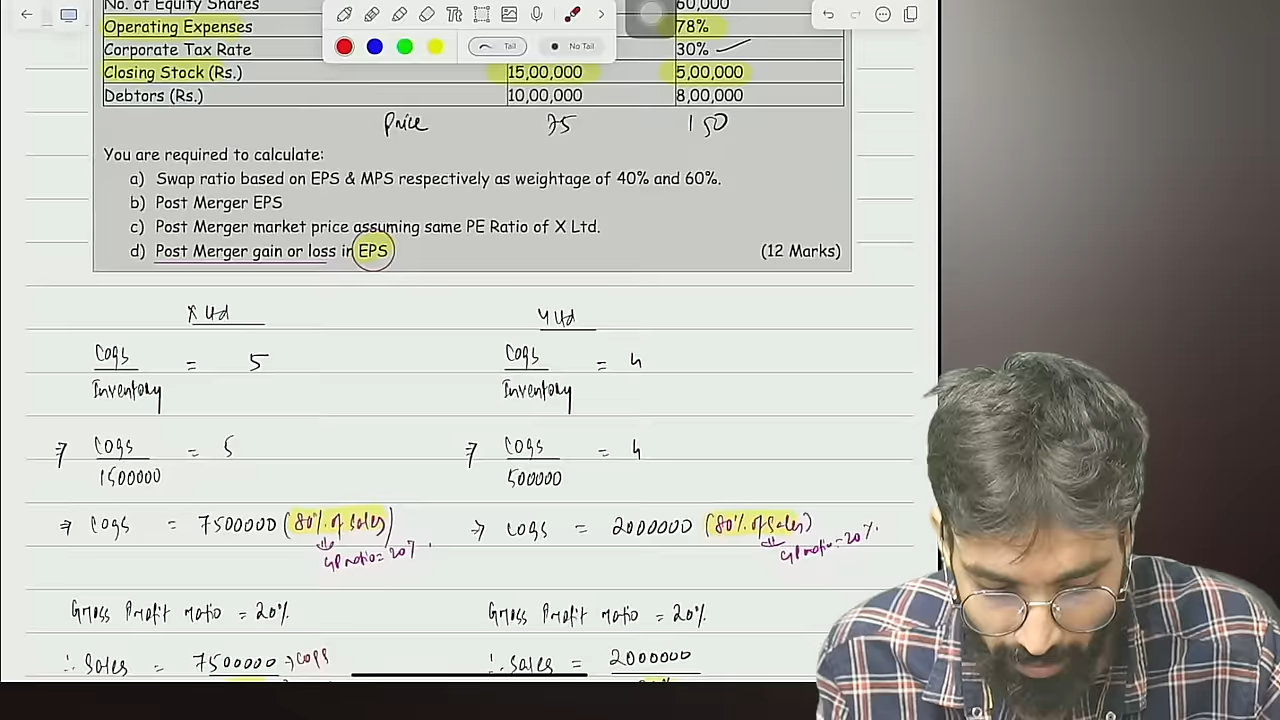 No. of Equity Shares 60,000
Operating Expenses 78%
Corporate Tax Rate 30%
Closing Stock (Rs.) 15,00,000 5,00,000
Debtors (Rs.) 10,00,000 8,00,000
Price 75 150
You are required to calculate:
a) Swap ratio based on EPS & MPS respectively as weightage of 40% and 60%.
b) Post Merger EPS
c) Post Merger market price assuming same PE Ratio of X Ltd.
d) Post Merger gain or loss in EPS (12 Marks)
Tail No Tail
X Ltd Y Ltd
Cogs / Inventory = 5 Cogs / Inventory = 4
⇒ Cogs / 1500000 = 5 ⇒ Cogs / 500000 = 4
⇒ Cogs = 7500000 (80% of sales) ⇒ Cogs = 2000000 (80% of sales)
GP ratio = 20% GP ratio = 20%
Gross Profit ratio = 20% Gross Profit ratio = 20%
∴ Sales = 7500000 → cogs ∴ Sales = 2000000